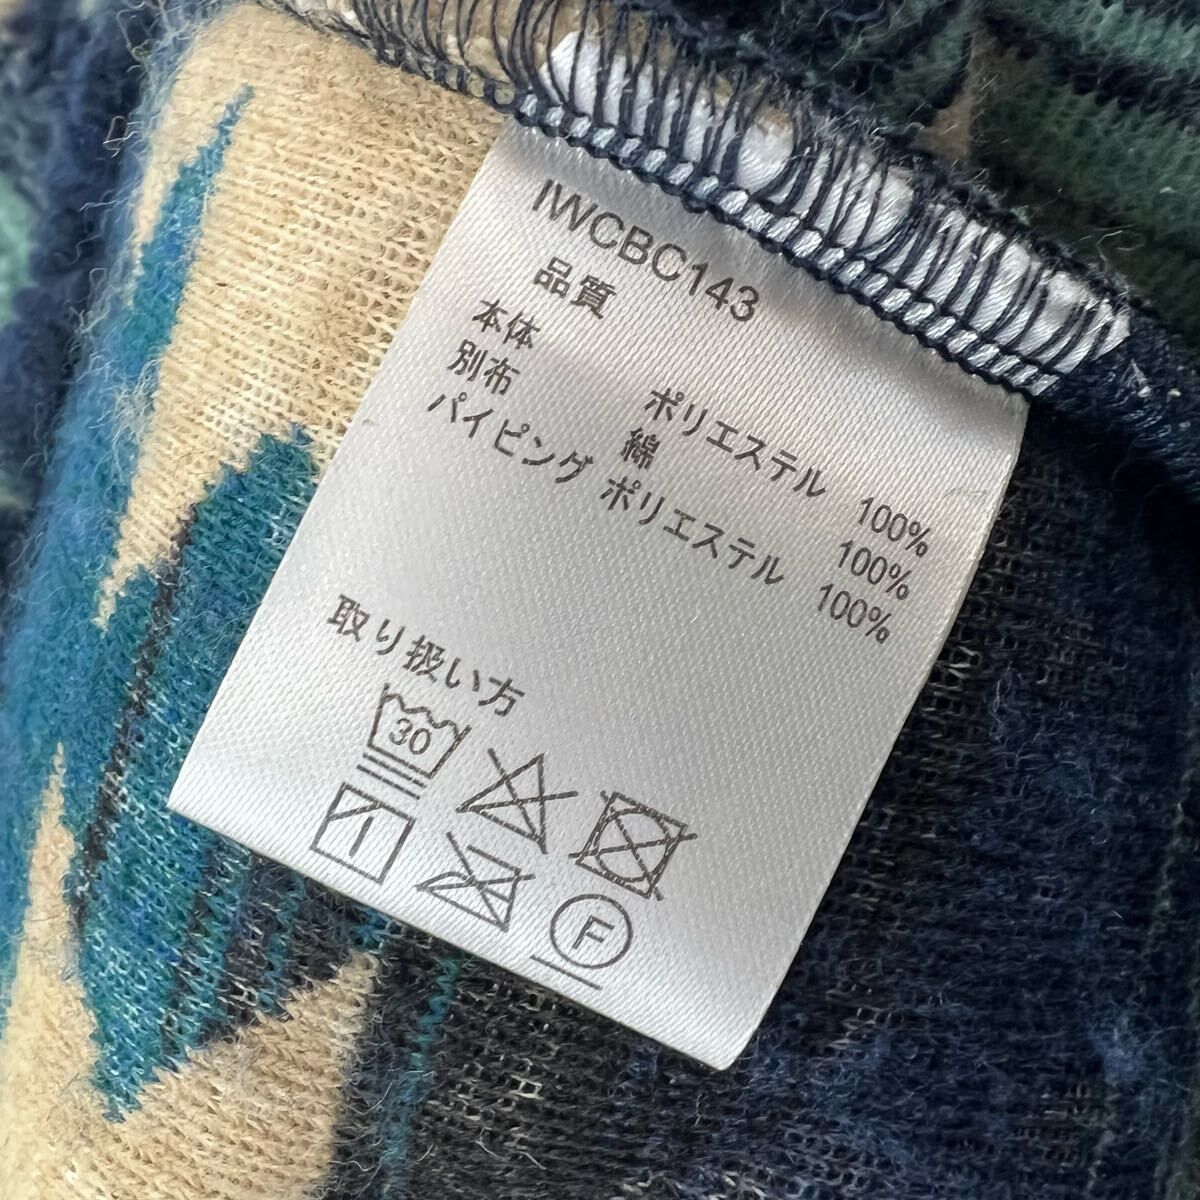 IWCBC143
品質
本体 ポリエステル 100%
別布 綿 100%
パイピング ポリエステル 100%
取り扱い方
30
F